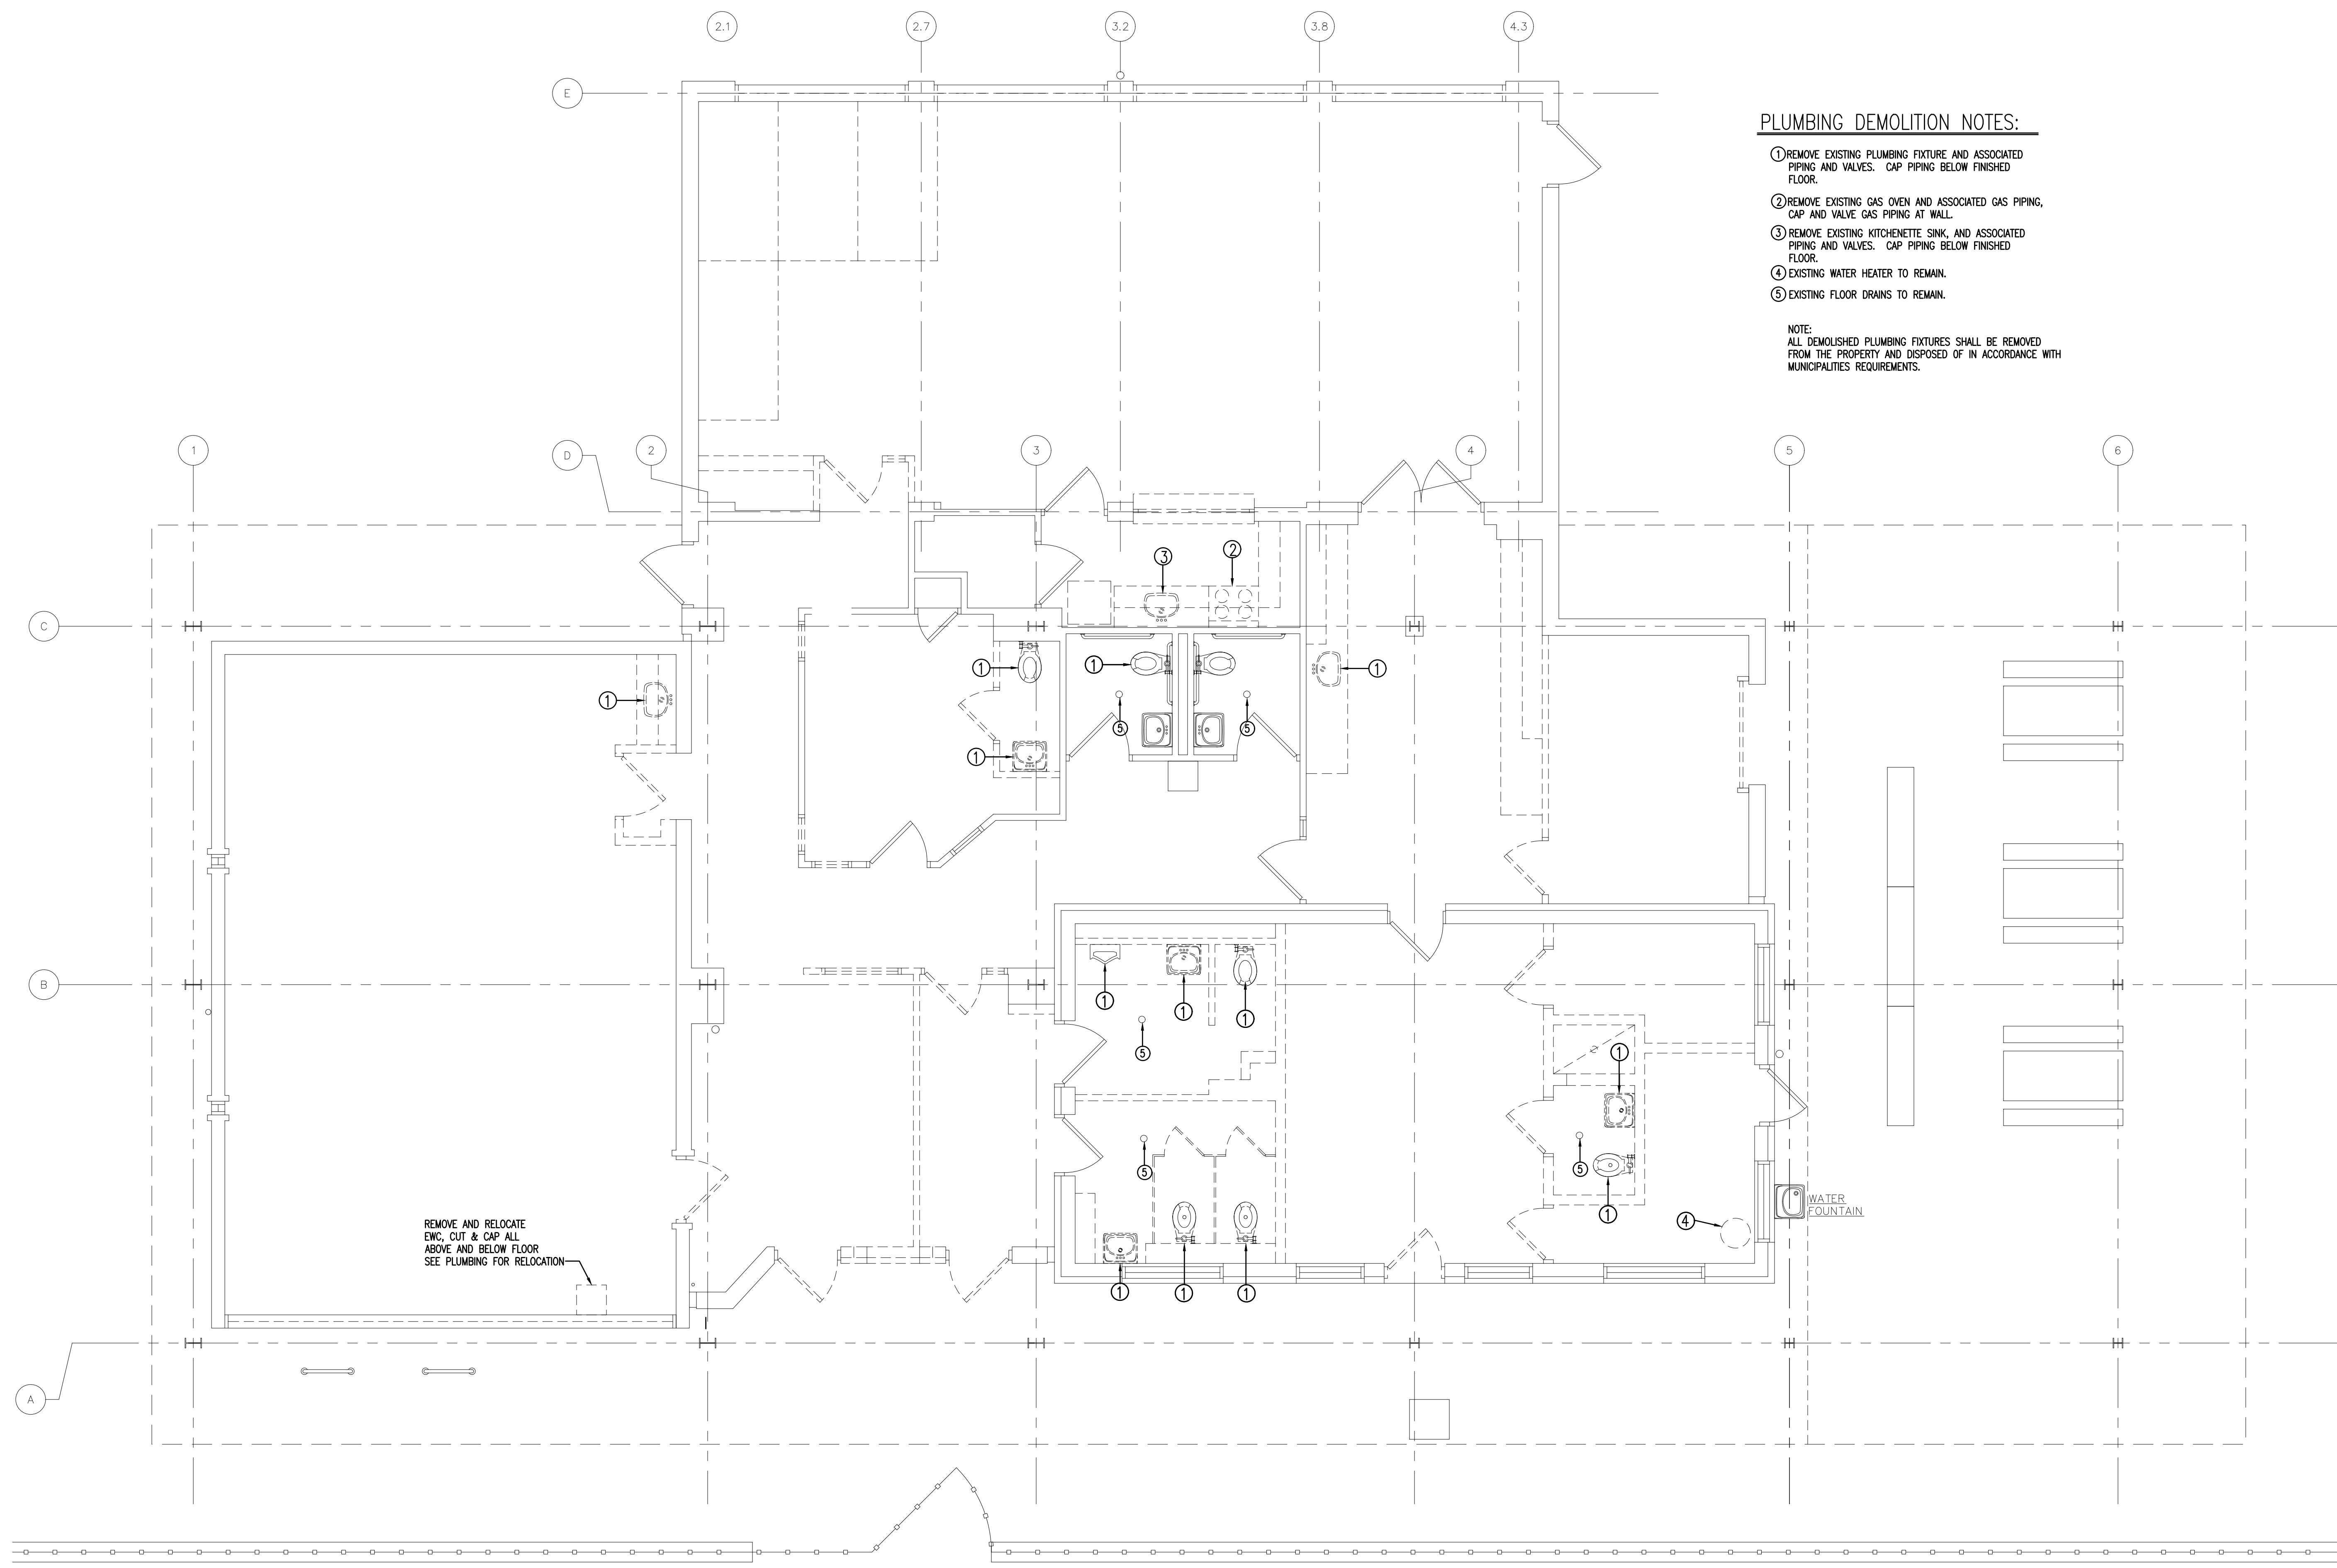 2.1 2.7 3.2 3.8 4.3
E
PLUMBING DEMOLITION NOTES:
1 REMOVE EXISTING PLUMBING FIXTURE AND ASSOCIATED
PIPING AND VALVES. CAP PIPING BELOW FINISHED
FLOOR.
2 REMOVE EXISTING GAS OVEN AND ASSOCIATED GAS PIPING,
CAP AND VALVE GAS PIPING AT WALL.
3 REMOVE EXISTING KITCHENETTE SINK, AND ASSOCIATED
PIPING AND VALVES. CAP PIPING BELOW FINISHED
FLOOR.
4 EXISTING WATER HEATER TO REMAIN.
5 EXISTING FLOOR DRAINS TO REMAIN.
NOTE:
ALL DEMOLISHED PLUMBING FIXTURES SHALL BE REMOVED
FROM THE PROPERTY AND DISPOSED OF IN ACCORDANCE WITH
MUNICIPALITIES REQUIREMENTS.
1 D 2 3 4 5 6
3 2
C
1 1 1
1
5 5
1
B
1 1 1
5
1
5 5
1
4
WATER
FOUNTAIN
REMOVE AND RELOCATE
EWC, CUT & CAP ALL
ABOVE AND BELOW FLOOR
SEE PLUMBING FOR RELOCATION
1 1 1
A